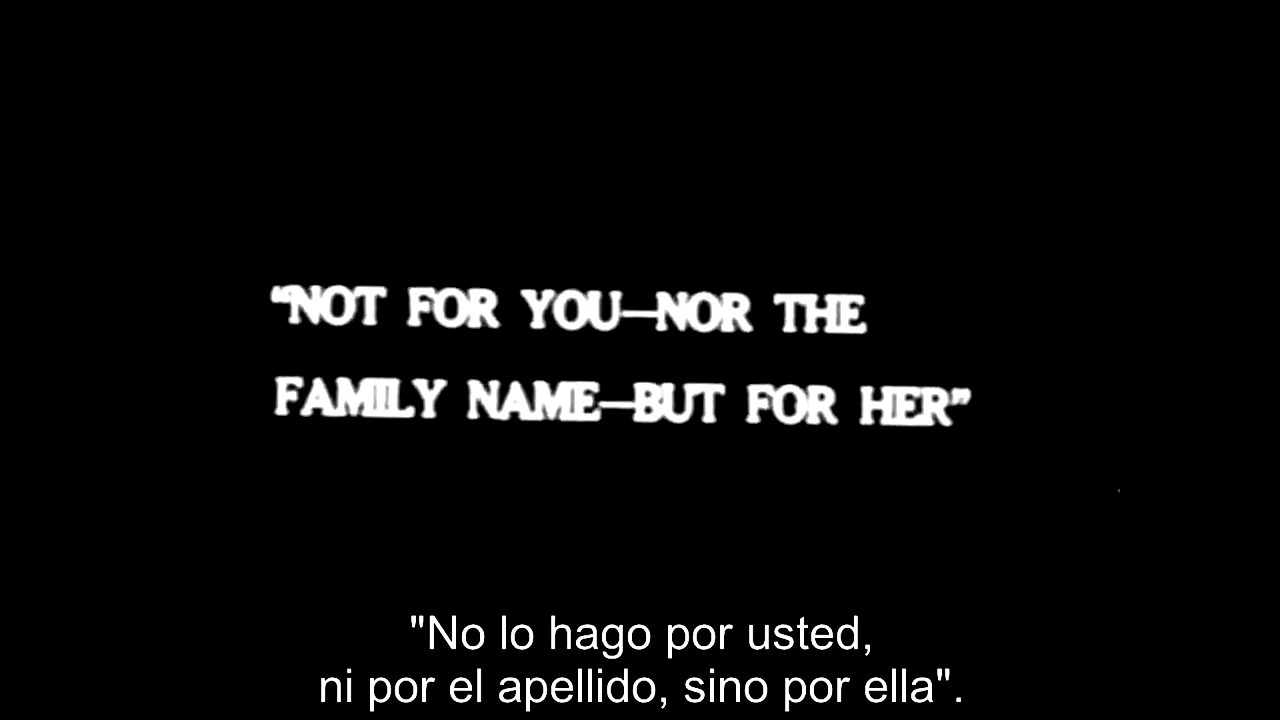 “NOT FOR YOU—NOR THE
FAMILY NAME—BUT FOR HER”
"No lo hago por usted,
ni por el apellido, sino por ella".